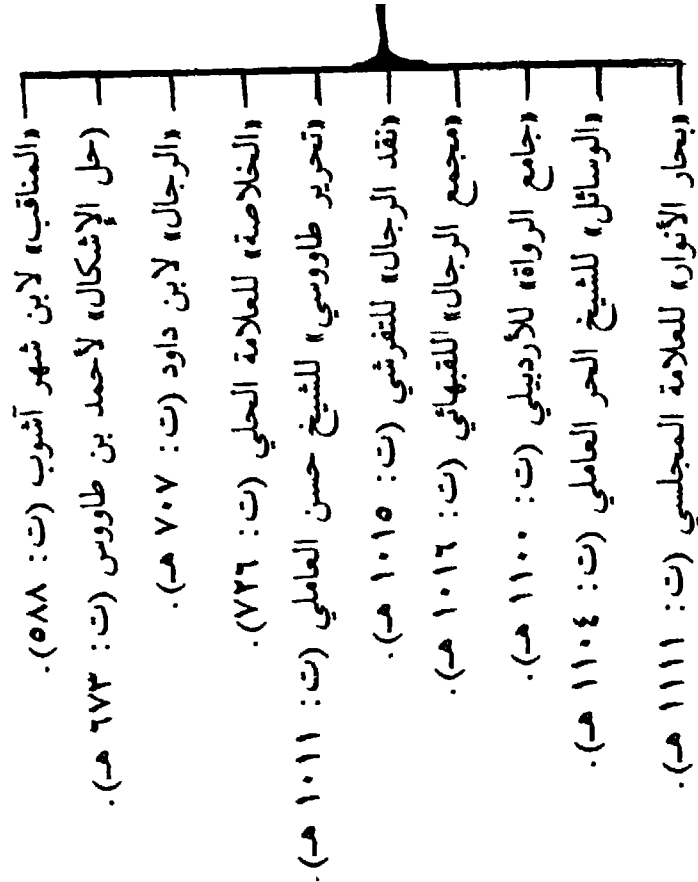 «المناقب» لابن شهر آشوب (ت: ٥٨٨).
(حل الإشكال» لأحمد بن طاووس (ت: ٦٧٣ هـ).
«الرجال» لابن داود (ت: ٧٠٧ هـ).
«الخلاصة» للعلامة الحلي (ت: ٧٢٦).
«تحرير طاووسي» للشيخ حسن العاملي (ت: ١٠١١ هـ).
«نقد الرجال» للتفرشي (ت: ١٠١٥ هـ).
«مجمع الرجال» للقبهائي (ت: ١٠١٦ هـ).
«جامع الرواة» للأردبيلي (ت: ١١٠٠ هـ).
«الوسائل» للشيخ الحر العاملي (ت: ١١٠٤ هـ).
«بحار الأنوار» للعلامة المجلسي (ت: ١١١١ هـ).